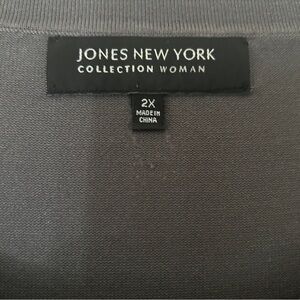 JONES NEW YORK
COLLECTION WOMAN
2X
MADE IN
CHINA